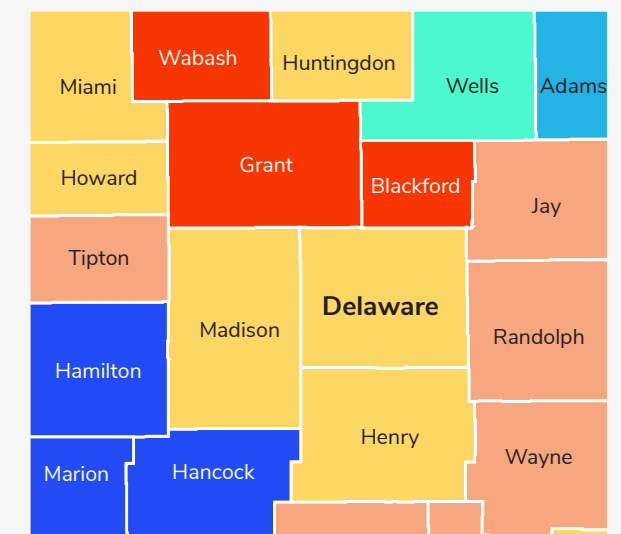 Wabash
Huntingdon
Miami
Wells
Adams
Grant
Howard
Blackford
Jay
Tipton
Delaware
Madison
Randolph
Hamilton
Henry
Wayne
Marion
Hancock